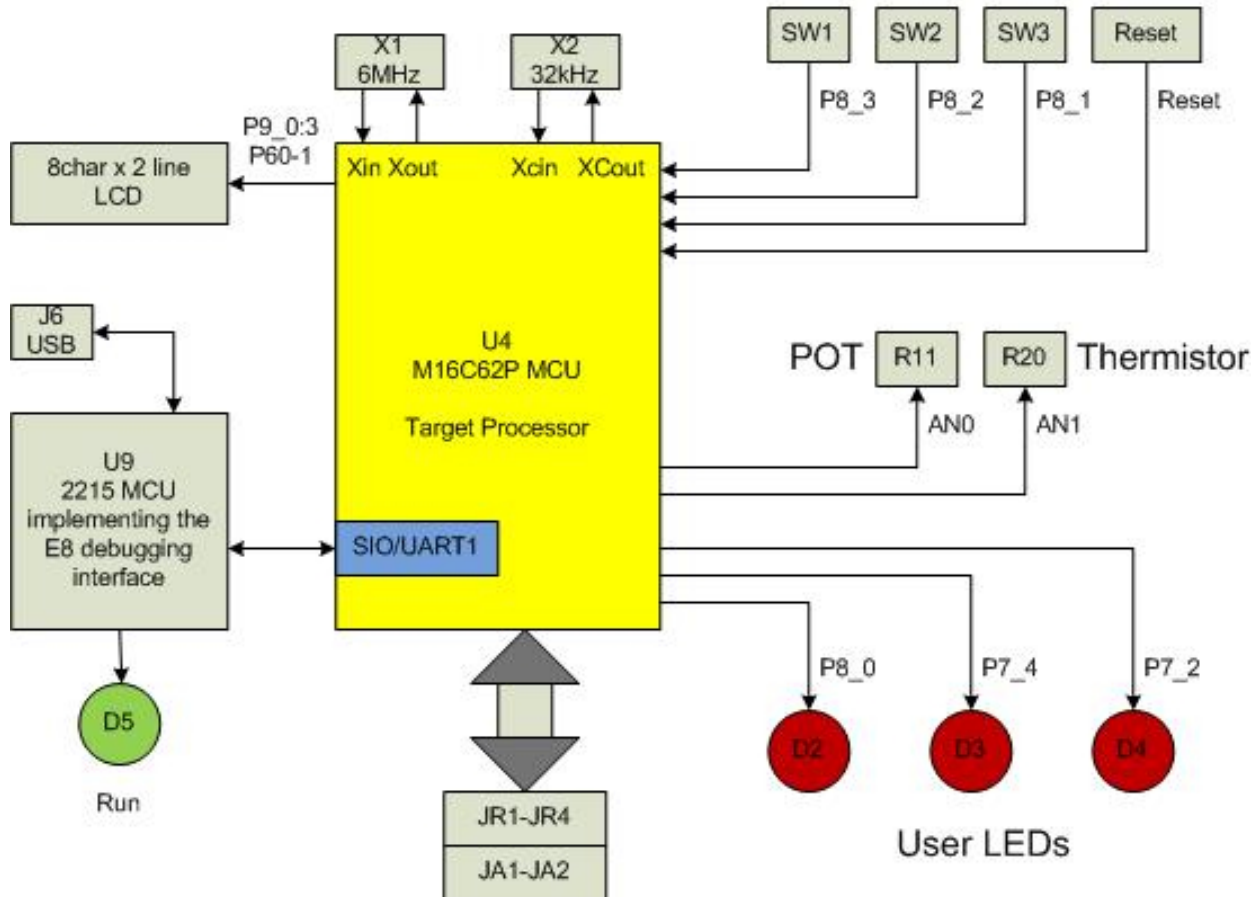 X1
6MHz
X2
32kHz
SW1
SW2
SW3
Reset
P8_3
P8_2
P8_1
Reset
P9_0:3
P60-1
8char x 2 line
LCD
Xin Xout
Xcin
XCout
J6
USB
U4
M16C62P MCU
Target Processor
POT
R11
R20
Thermistor
AN0
AN1
U9
2215 MCU
implementing the
E8 debugging
interface
SIO/UART1
P8_0
P7_4
P7_2
D5
D2
D3
D4
Run
JR1-JR4
JA1-JA2
User LEDs